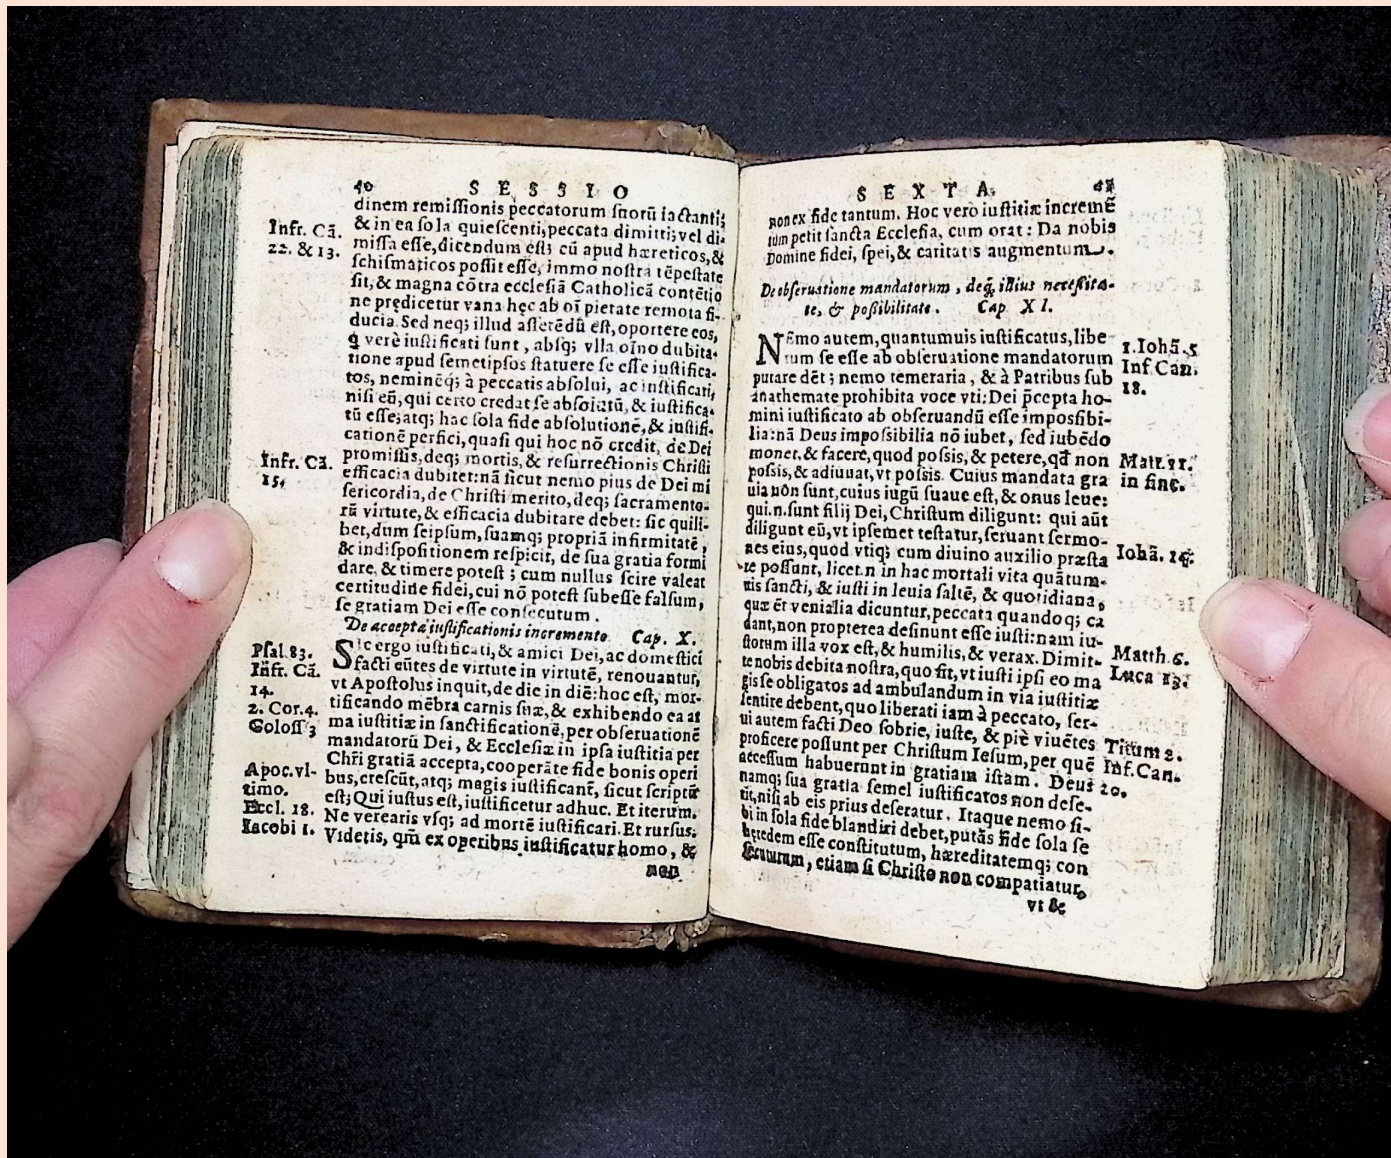 40 SESSIO
dinem remissionis peccatorum suorū iactanti;
Infr. Cā. & in ea sola quiescenti, peccata dimitti; vel di-
22. & 13. missa esse, dicendum est; cū apud hæreticos, &
schismaticos possit esse, immo nostra tēpestate
sit, & magna cōtra ecclesiā Catholicā contētio
ne prędicetur vana hęc ab oī pietate remota fi-
ducia. Sed neq; illud asserēdū est, oportere eos,
q̄ verè iustificati sunt, absq; vlla oīno dubita-
tione apud semetipsos statuere se esse iustifica-
tos, neminēq; à peccatis absolui, ac iustificari,
nisi eū, qui certo credat se absolutū, & iustifica-
tū esse; atq; hac sola fide absolutionē, & iustifi-
cationē perfici, quasi qui hoc nō credit, de Dei
Infr. Cā. promissis, deq; mortis, & resurrectionis Christi
15. efficacia dubitet: nā sicut nemo pius de Dei mi
sericordia, de Christi merito, deq; sacramento-
rū virtute, & efficacia dubitare debet: sic quili-
bet, dum seipsum, suamq; propriā infirmitatē,
& indispositionem respicit, de sua gratia formi
dare, & timere potest; cum nullus scire valeat
certitudine fidei, cui nō potest subesse falsum,
se gratiam Dei esse consecutum.
De accepta iustificationis incremento Cap. X.
Psal. 83. Sic ergo iustificati, & amici Dei, ac domestici
Infr. Cā. facti eūtes de virtute in virtutē, renouantur,
14. vt Apostolus inquit, de die in diē: hoc est, mor-
2. Cor. 4. tificando mēbra carnis suæ, & exhibendo ea ar
Coloss 3 ma iustitiæ in sanctificationē, per obseruationē
mandatorū Dei, & Ecclesiæ in ipsa iustitia per
Chři gratiā accepta, cooperāte fide bonis operi
Apoc. vl- bus, crescūt, atq; magis iustificanť, sicut scriptū
timo. est; Qui iustus est, iustificetur adhuc. Et iterum.
Eccl. 18. Ne verearis vsq; ad mortē iustificari. Et rursus.
Iacobi 1. Videtis, qm̄ ex operibus iustificatur homo, &
non
SEXTA.
non ex fide tantum. Hoc vero iustitiæ incremē
tum petit sancta Ecclesia, cum orat: Da nobis
Domine fidei, spei, & caritatis augmentum.
De obseruatione mandatorum, deq; illius necessita-
te, & possibilitate. Cap XI.
NEmo autem, quantumuis iustificatus, libe
1. Iohā. 5 rum se esse ab obseruatione mandatorum
Inf. Can. putare dēt; nemo temeraria, & à Patribus sub
18. anathemate prohibita voce vti: Dei p̄cepta ho-
mini iustificato ab obseruandū esse impossibi-
lia: nā Deus impossibilia nō iubet, sed iubēdo
Matt. 11. monet, & facere, quod possis, & petere, qd̄ non
in fine. possis, & adiuuat, vt possis. Cuius mandata gra
uia non sunt, cuius iugū suaue est, & onus leue:
qui.n. sunt filij Dei, Christum diligunt: qui aūt
diligunt eū, vt ipsemet testatur, seruant sermo-
Iohā. 14. nes eius, quod vtiq; cum diuino auxilio præsta
re possunt, licet.n in hac mortali vita quātum-
uis sancti, & iusti in leuia saltē, & quotidiana,
quæ ēt venialia dicuntur, peccata quandoq; ca
dant, non propterea desinunt esse iusti: nam iu-
Matth. 6. storum illa vox est, & humilis, & verax. Dimit-
Luca 13. te nobis debita nostra, quo fit, vt iusti ipsi eo ma
gis se obligatos ad ambulandum in via iustitiæ
sentire debent, quo liberati iam à peccato, ser-
Titum 2. ui autem facti Deo sobrie, iuste, & piè viuētes
Inf. Can. proficere possunt per Christum Iesum, per quē
20. accessum habuerunt in gratiam istam. Deus
namq; sua gratia semel iustificatos non dese-
rit, nisi ab eis prius deseratur. Itaque nemo si-
bi in sola fide blandiri debet, putās fide sola se
heredem esse constitutum, hæreditatemq; con
secuturum, etiam si Christo non compatiatur,
vt &